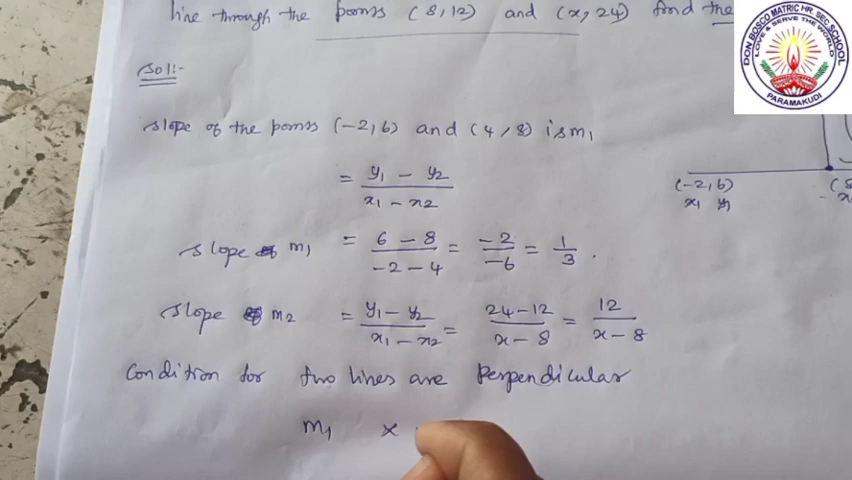 line through the points (8,12) and (x,24) find the
Sol:-
slope of the points (-2,6) and (4,8) is m1
= y1 - y2 / x1 - x2
slope m1 = 6 - 8 / -2 - 4 = -2 / -6 = 1/3 .
slope m2 = y1 - y2 / x1 - x2 = 24-12 / x - 8 = 12 / x - 8
Condition for two lines are Perpendicular
m1 ×
(-2,6)
x1 y1
(8
DON BOSCO MATRIC HR. SEC. SCHOOL
LOVE & SERVE THE WORLD
PARAMAKUDI